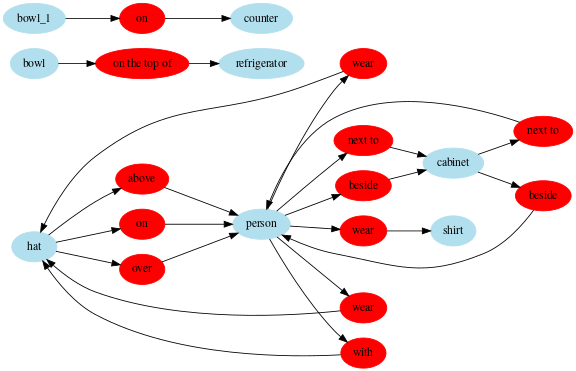 bowl_1
on
counter
bowl
on the top of
refrigerator
wear
next to
next to
cabinet
above
beside
beside
on
person
wear
shirt
hat
over
wear
with